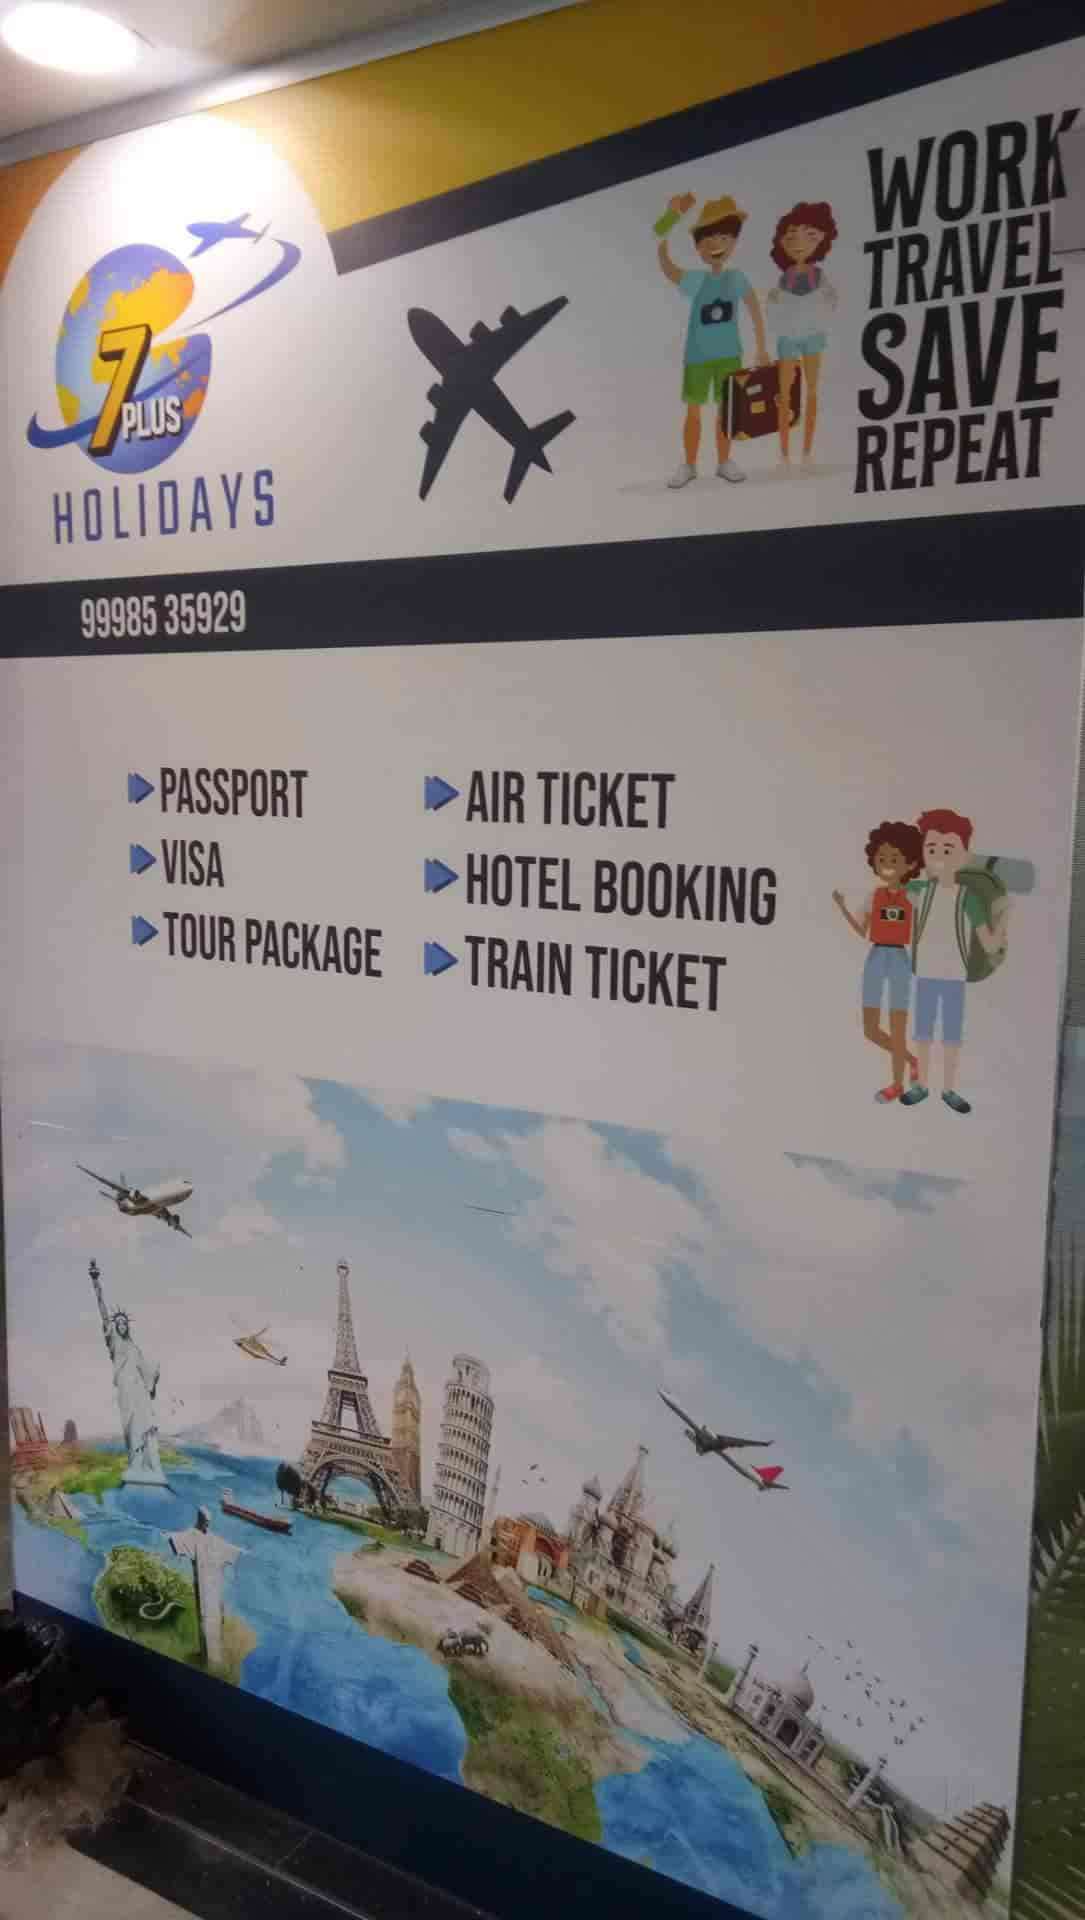 7
PLUS
HOLIDAYS
WORK
TRAVEL
SAVE
REPEAT
99985 35929
PASSPORT
VISA
TOUR PACKAGE
AIR TICKET
HOTEL BOOKING
TRAIN TICKET